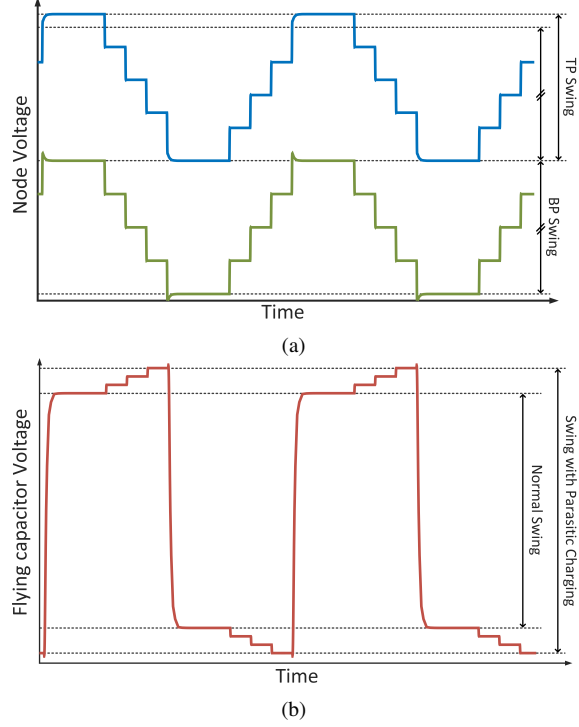 Node Voltage
TP Swing
BP Swing
Time
(a)
Flying capacitor Voltage
Normal Swing
Swing with Parasitic Charging
Time
(b)